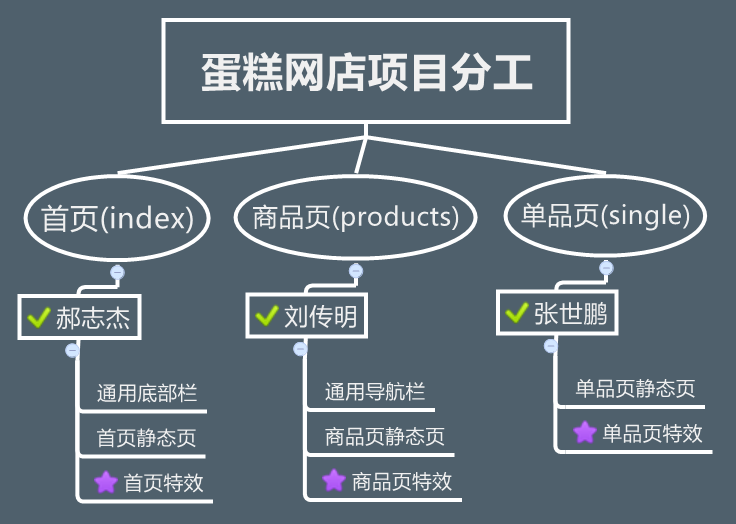 蛋糕网店项目分工
首页(index)
商品页(products)
单品页(single)
郝志杰
刘传明
张世鹏
通用底部栏
首页静态页
首页特效
通用导航栏
商品页静态页
商品页特效
单品页静态页
单品页特效